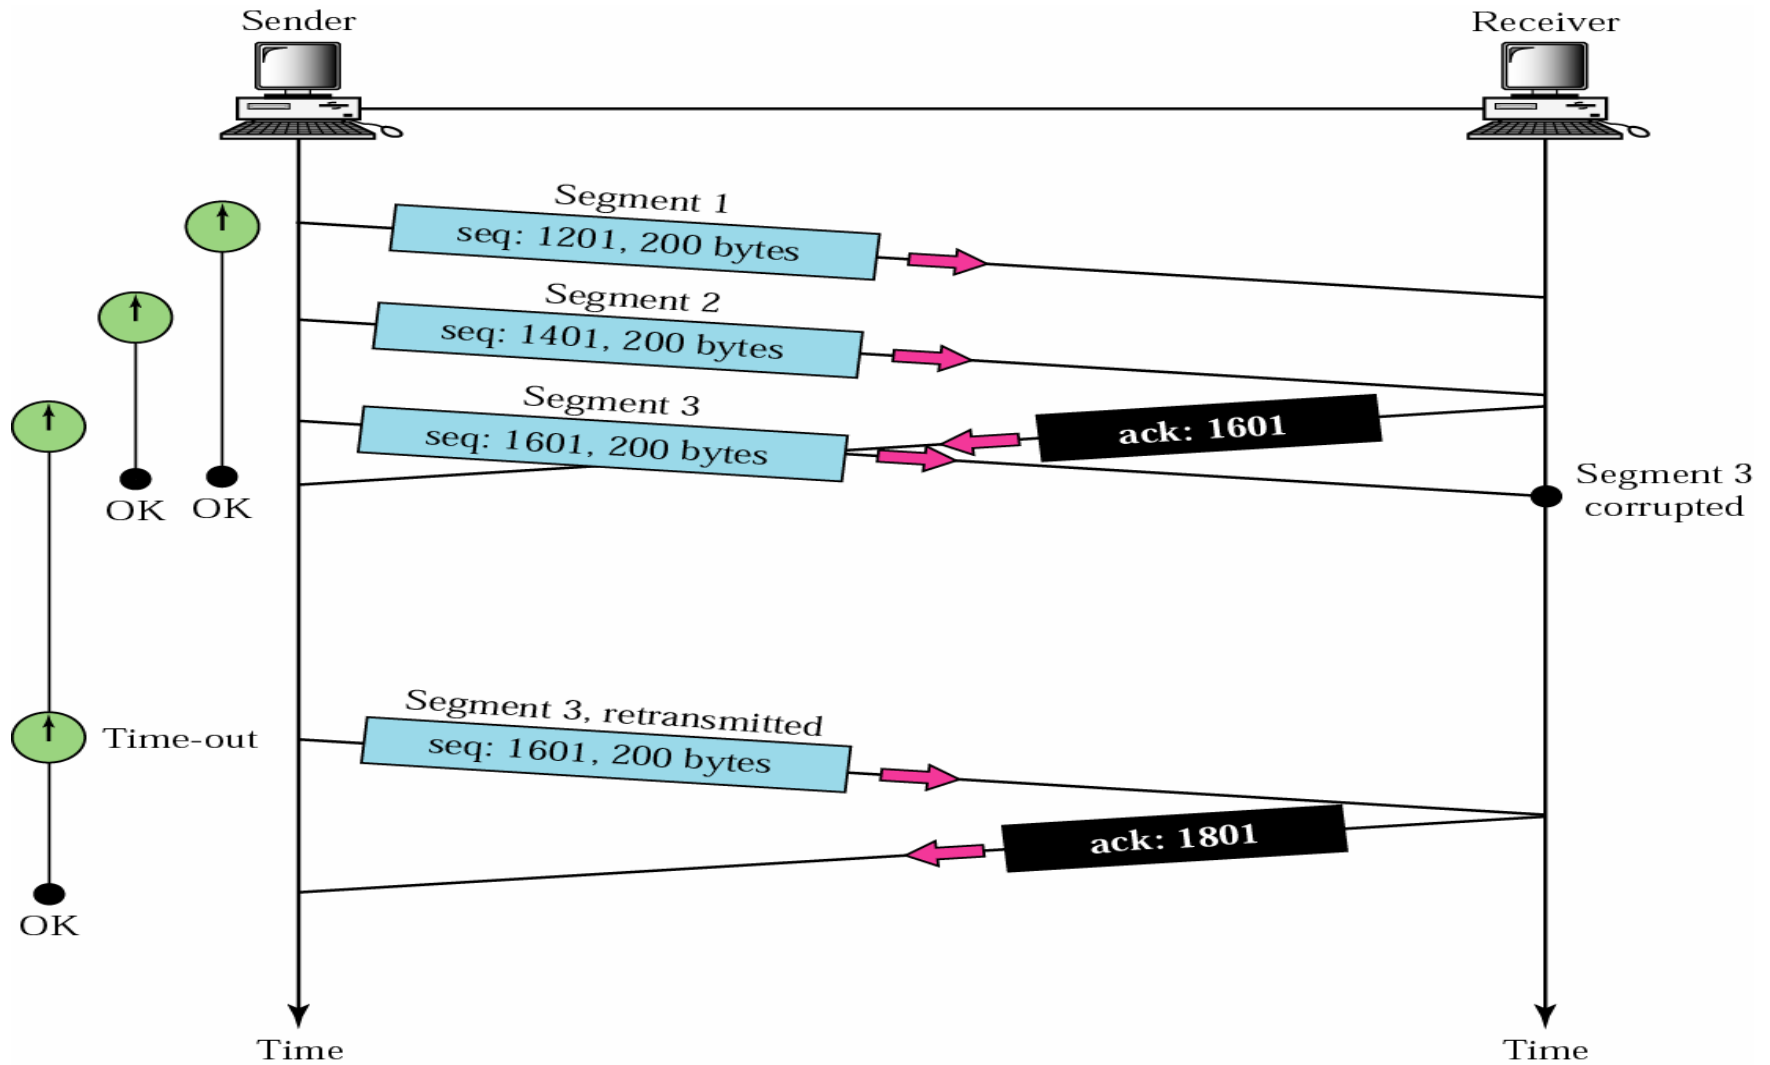 Sender
Receiver
Segment 1
seq: 1201, 200 bytes
Segment 2
seq: 1401, 200 bytes
Segment 3
seq: 1601, 200 bytes
ack: 1601
Segment 3
corrupted
OK
OK
Segment 3, retransmitted
seq: 1601, 200 bytes
Time-out
ack: 1801
OK
Time
Time